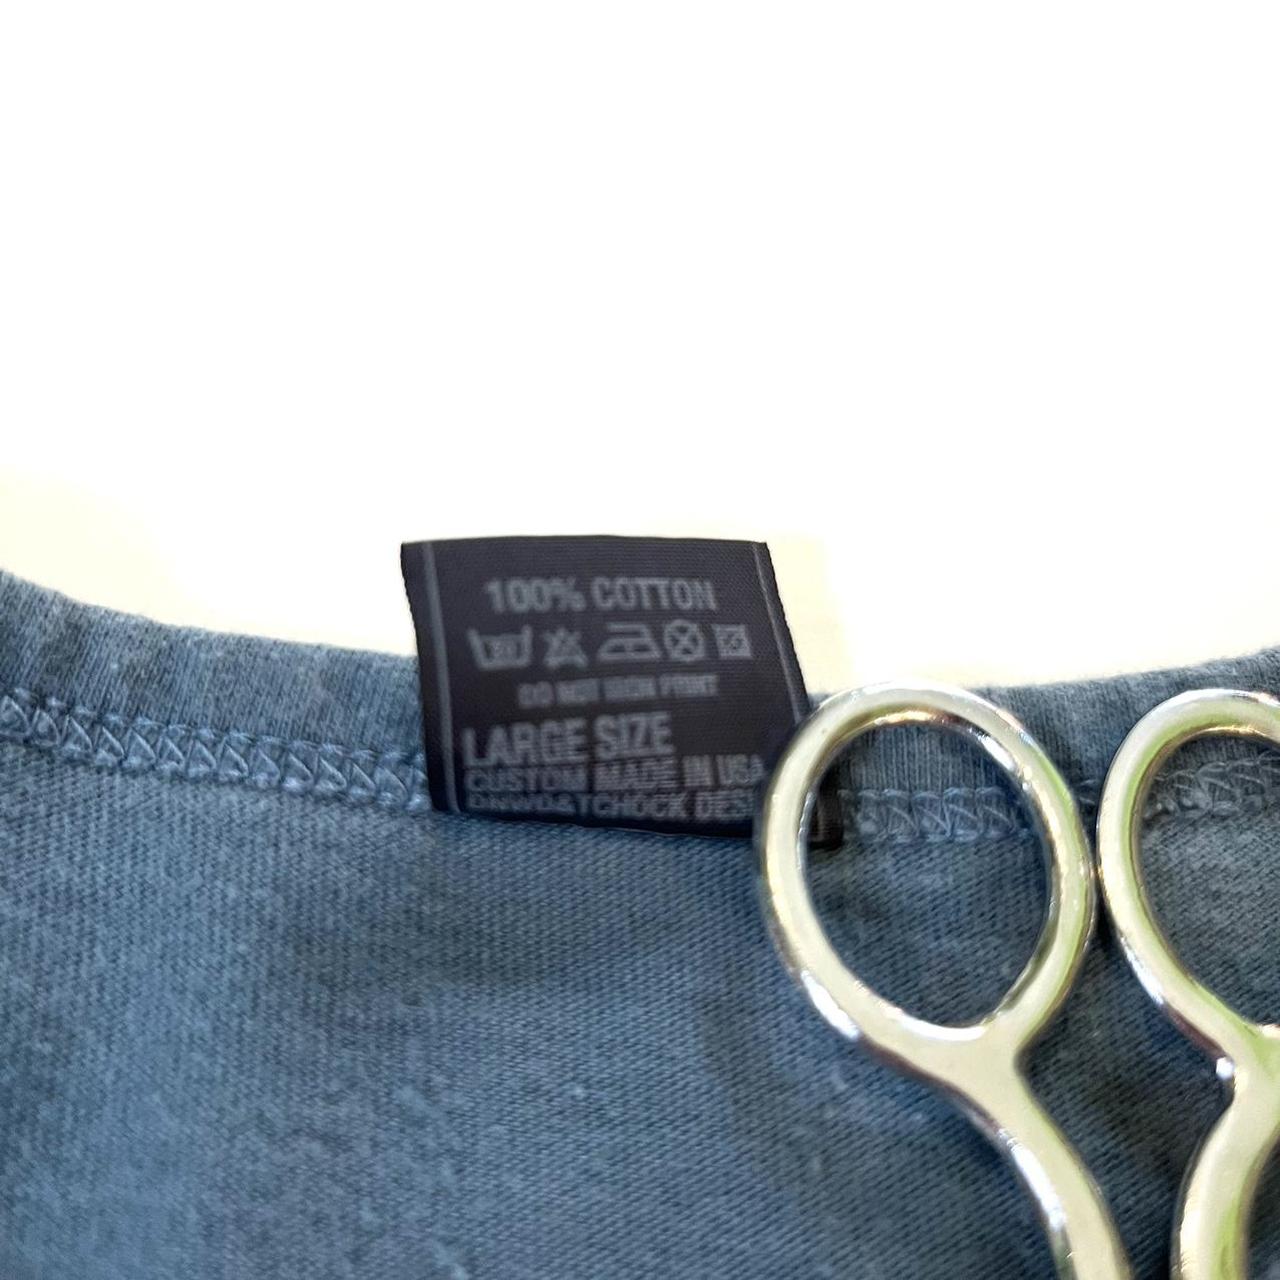 100% COTTON
DO NOT IRON PRINT
LARGE SIZE
CUSTOM MADE IN USA